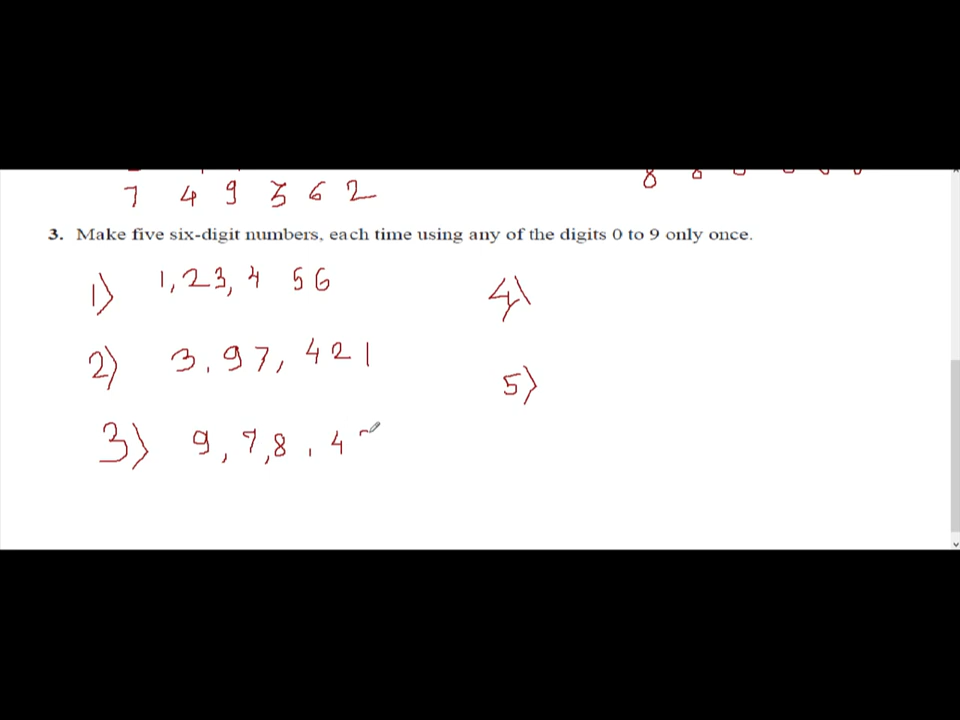 7 4 9 3 6 2
3. Make five six-digit numbers, each time using any of the digits 0 to 9 only once.
1) 1,23,4 56
2) 3,97,421
3) 9,7,8,4
4)
5)